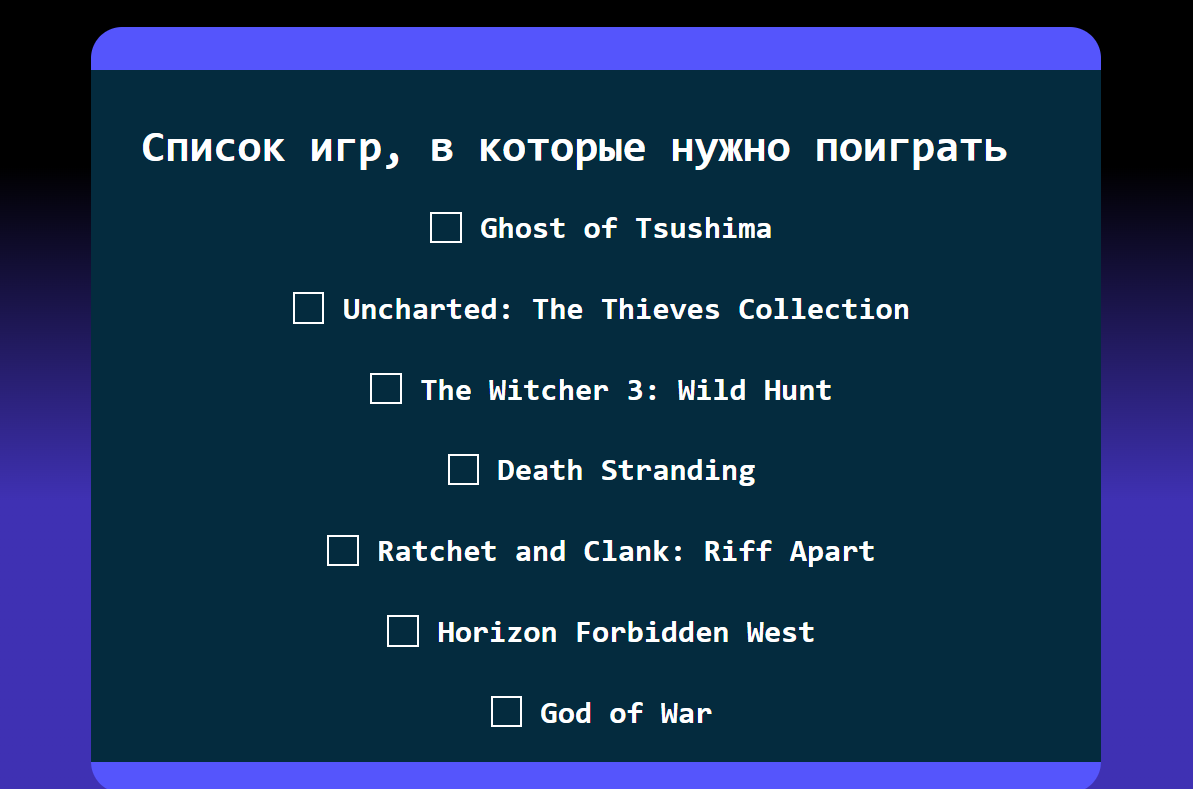 Список игр, в которые нужно поиграть
Ghost of Tsushima
Uncharted: The Thieves Collection
The Witcher 3: Wild Hunt
Death Stranding
Ratchet and Clank: Riff Apart
Horizon Forbidden West
God of War